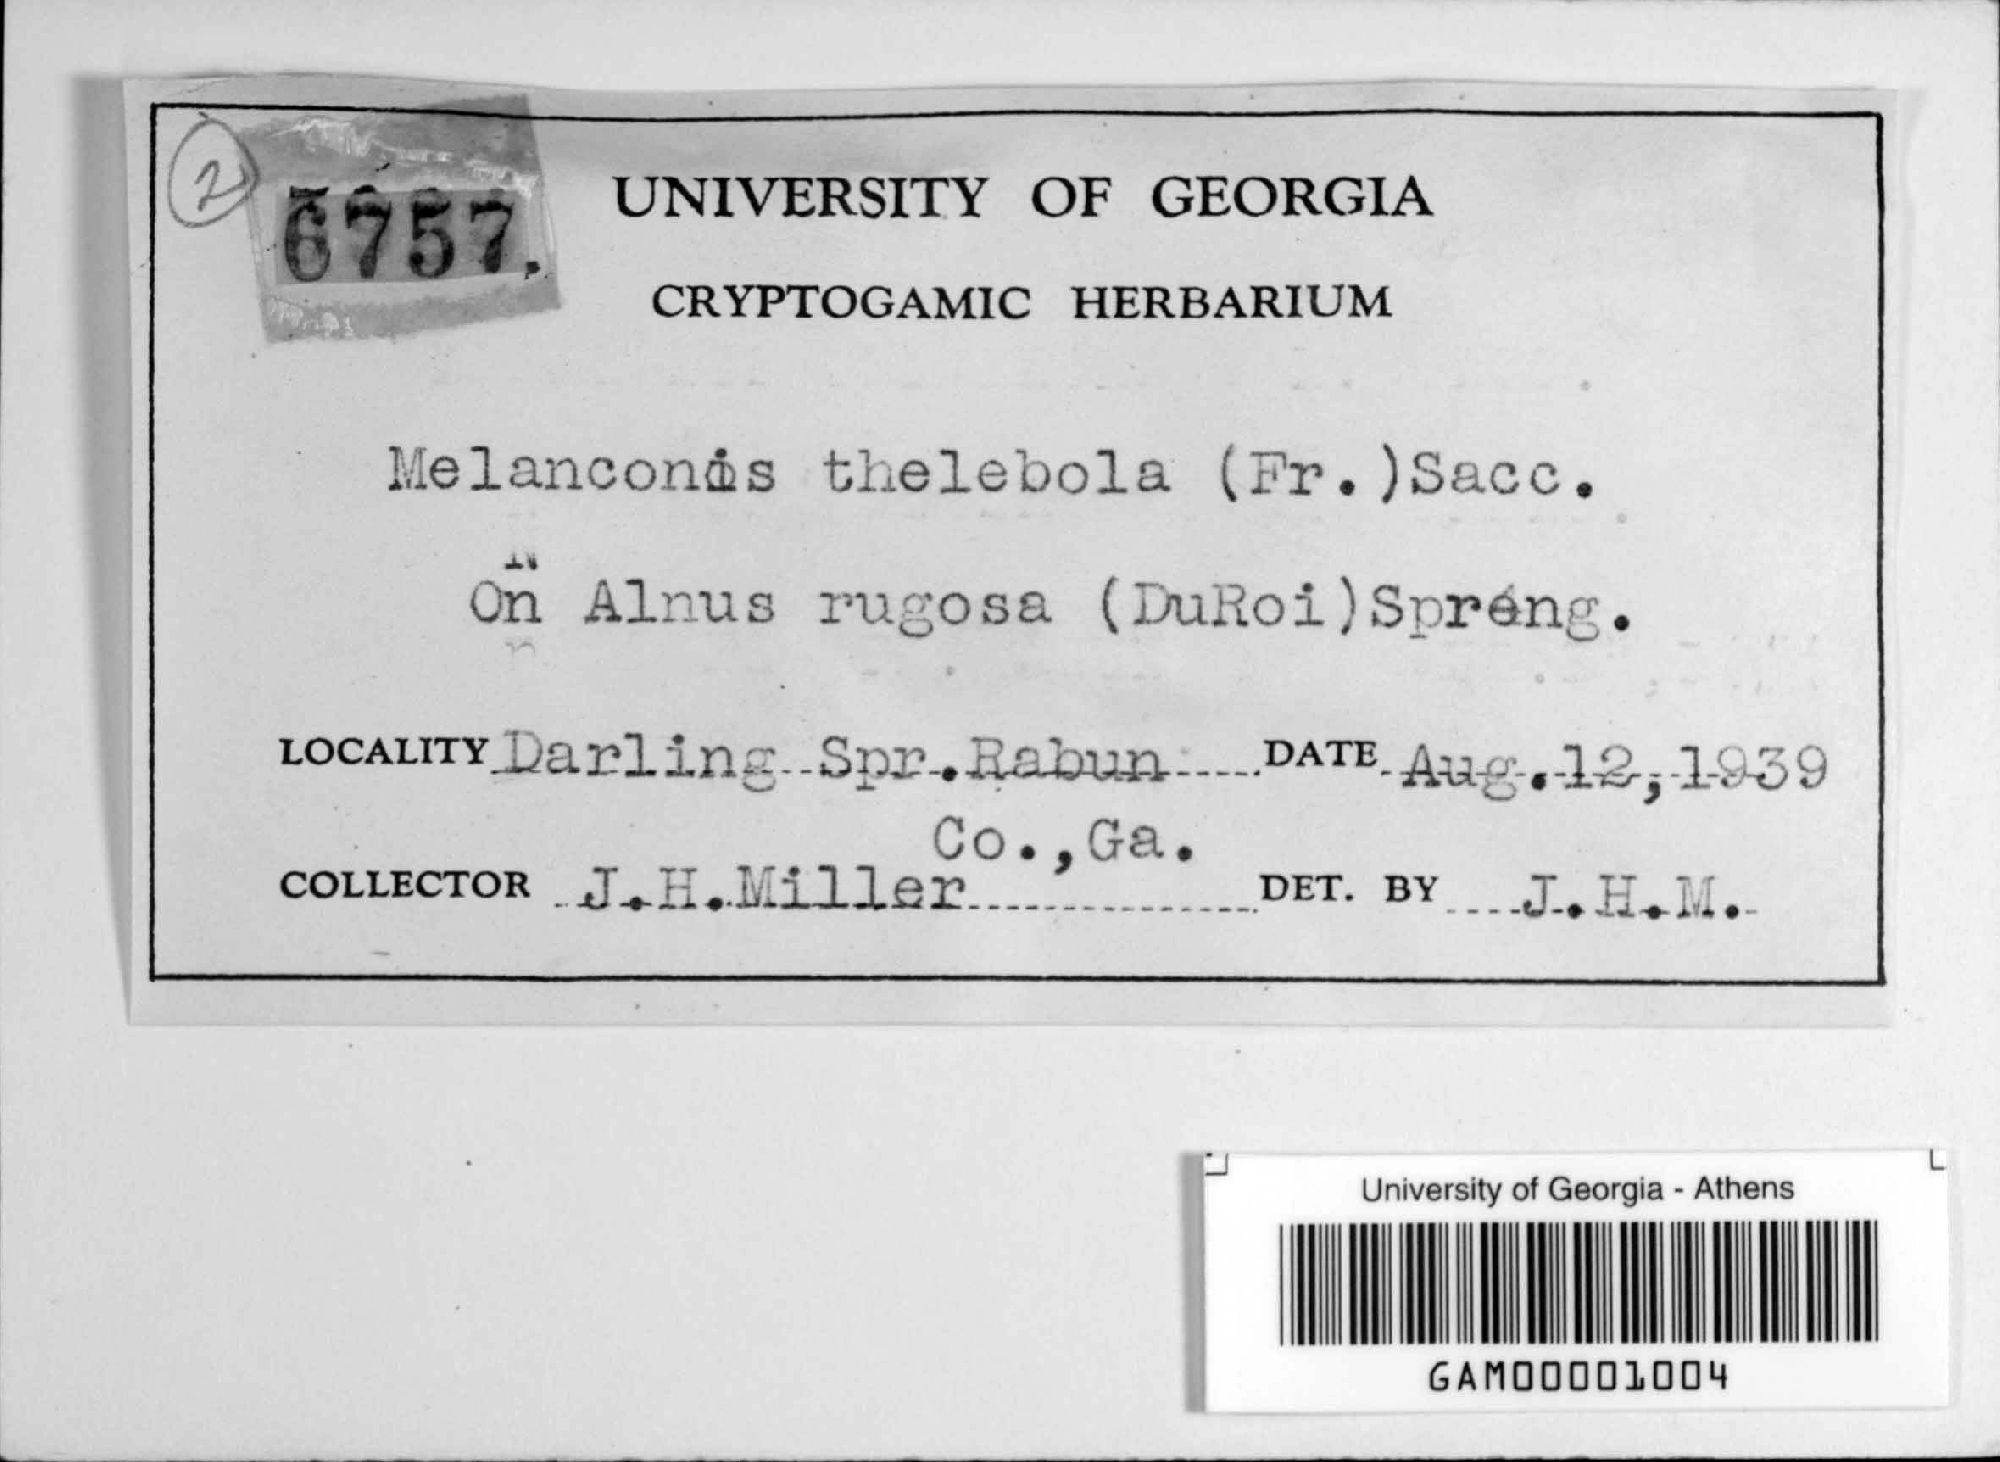 2
6757.
UNIVERSITY OF GEORGIA
CRYPTOGAMIC HERBARIUM
Melanconis thelebola (Fr.)Sacc.
On Alnus rugosa (DuRoi)Spreng.
LOCALITY Darling Spr.Rabun DATE Aug.12,1939
Co.,Ga.
COLLECTOR J.H.Miller DET. BY J.H.M.
University of Georgia - Athens
GAM00001004